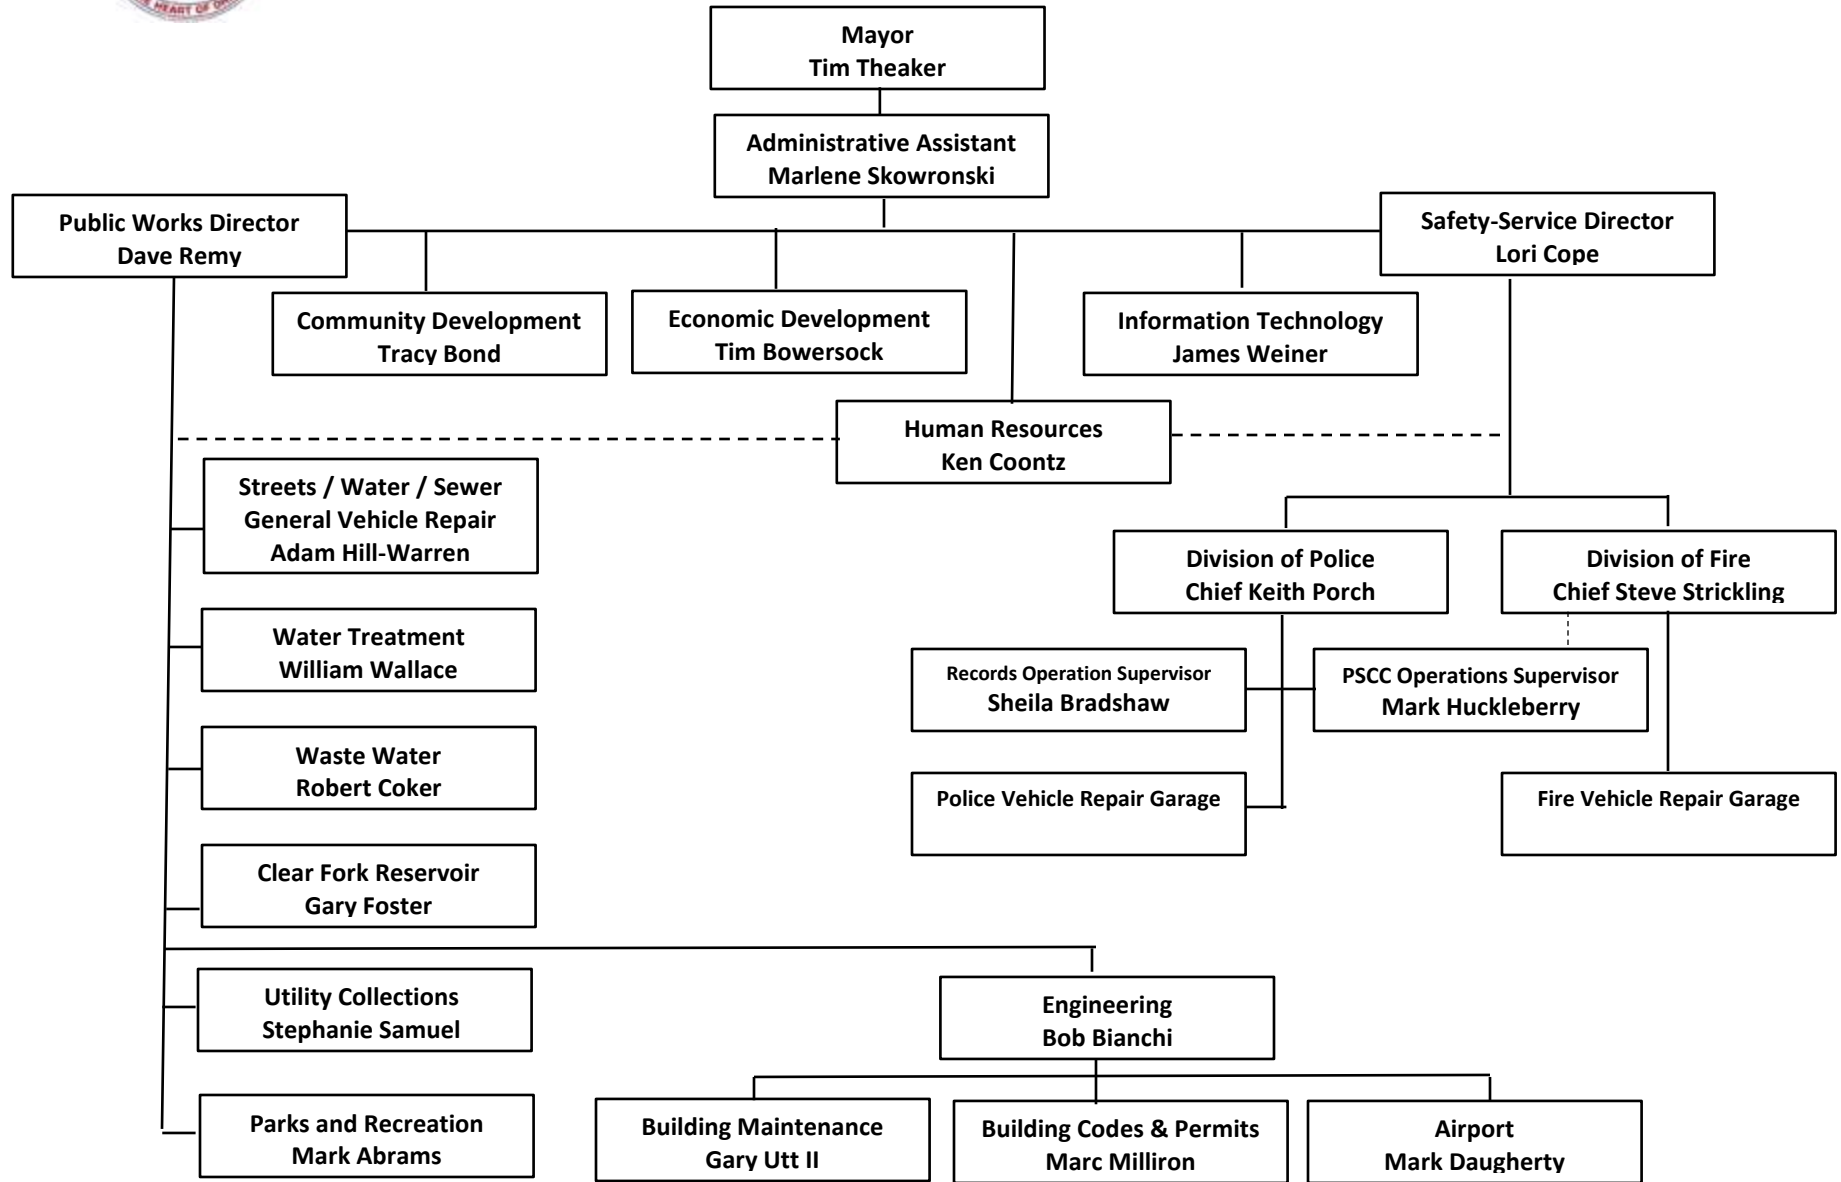 HEART OF
Mayor
Tim Theaker
Administrative Assistant
Marlene Skowronski
Public Works Director
Dave Remy
Safety-Service Director
Lori Cope
Community Development
Tracy Bond
Economic Development
Tim Bowersock
Information Technology
James Weiner
Human Resources
Ken Coontz
Streets / Water / Sewer
General Vehicle Repair
Adam Hill-Warren
Division of Police
Chief Keith Porch
Division of Fire
Chief Steve Strickling
Water Treatment
William Wallace
Records Operation Supervisor
Sheila Bradshaw
PSCC Operations Supervisor
Mark Huckleberry
Waste Water
Robert Coker
Police Vehicle Repair Garage
Fire Vehicle Repair Garage
Clear Fork Reservoir
Gary Foster
Utility Collections
Stephanie Samuel
Engineering
Bob Bianchi
Parks and Recreation
Mark Abrams
Building Maintenance
Gary Utt II
Building Codes & Permits
Marc Milliron
Airport
Mark Daugherty